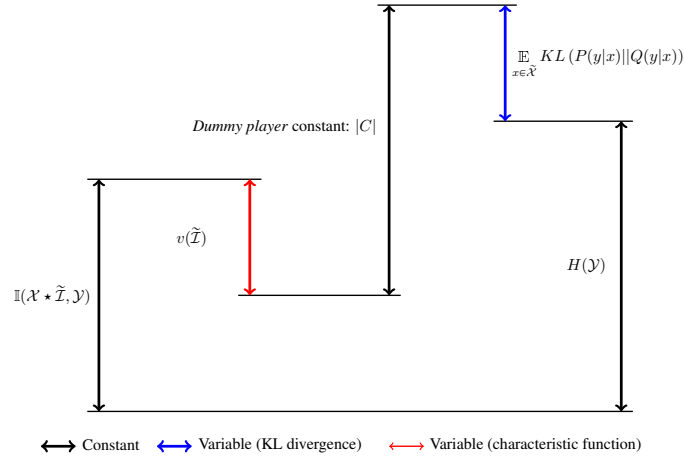 𝔼 KL (P(y|x)||Q(y|x))
x∈𝒳̃
Dummy player constant: |C|
v(ℐ̃)
H(𝒴)
𝕀(𝒳 ⋆ ℐ̃, 𝒴)
Constant Variable (KL divergence) Variable (characteristic function)